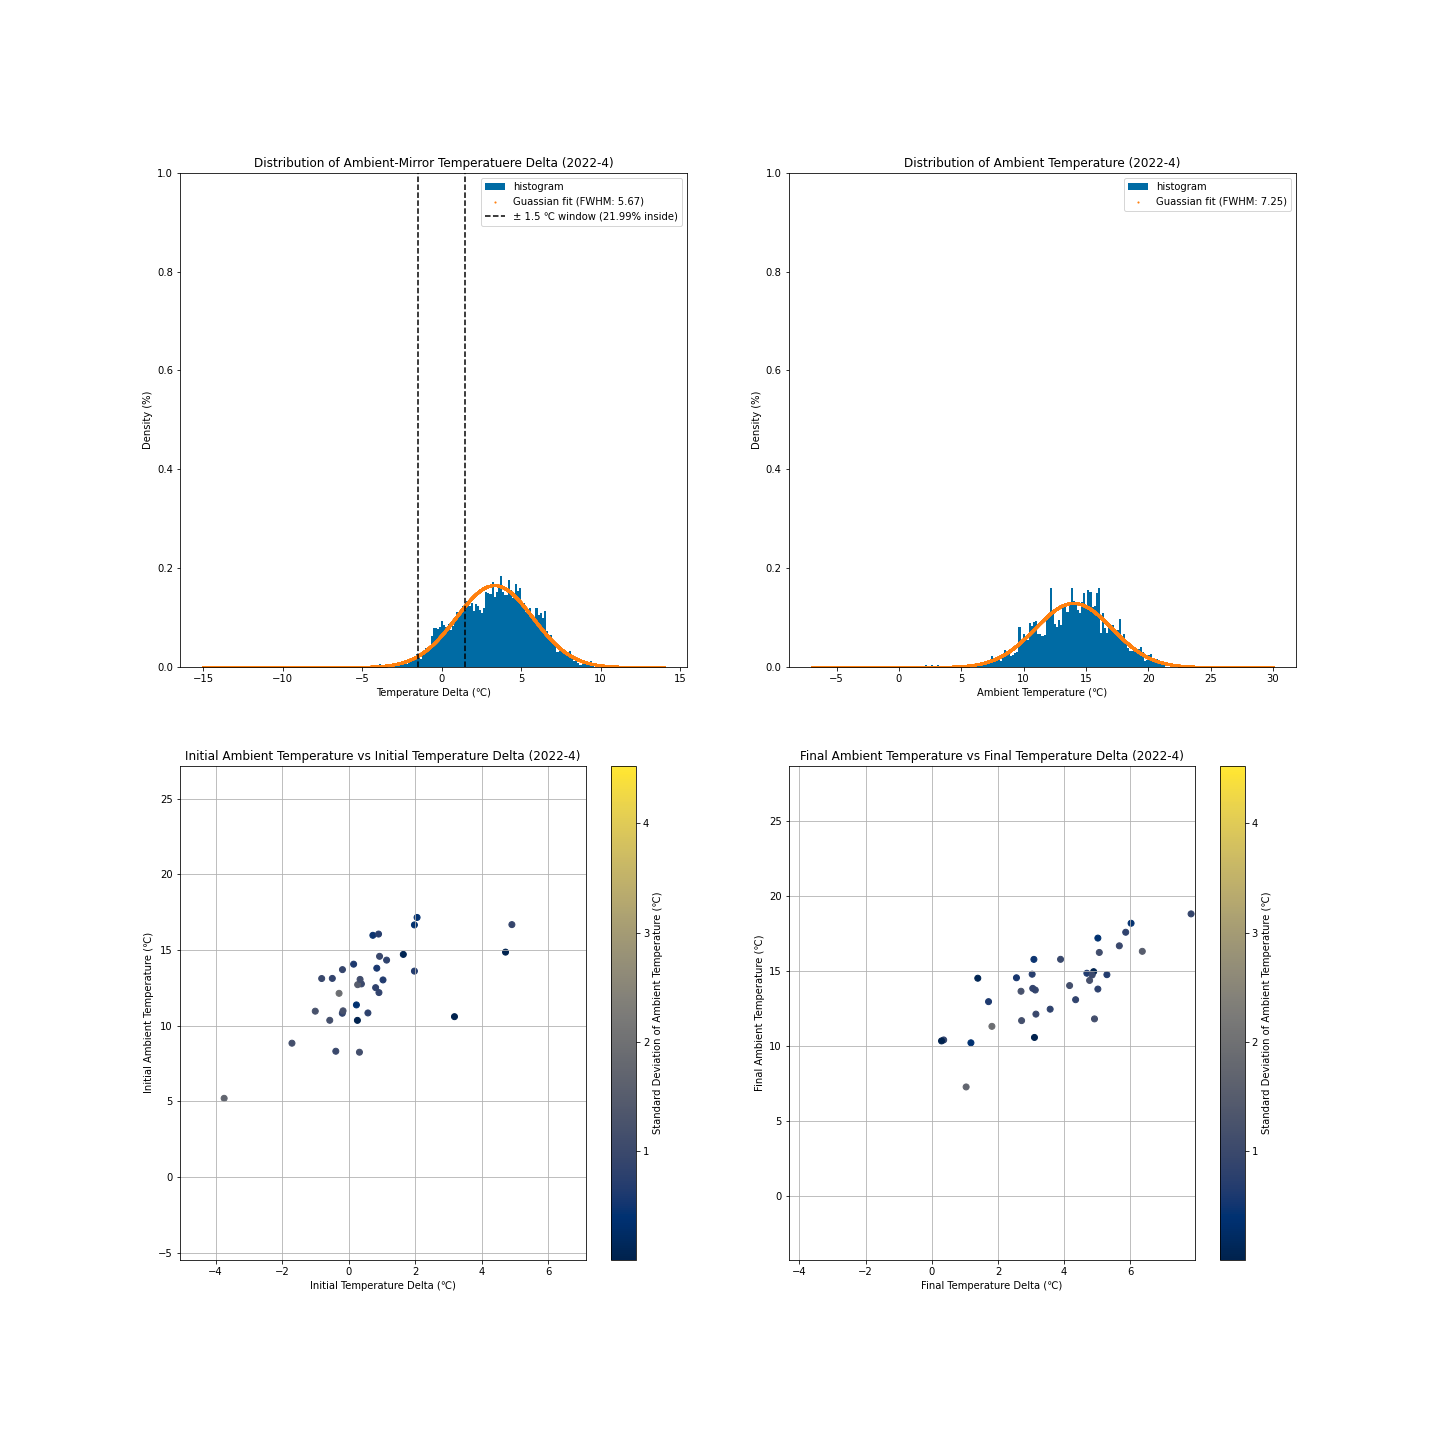 Distribution of Ambient-Mirror Temperatuere Delta (2022-4)
1.0
0.8
0.6
0.4
0.2
0.0
Density (%)
histogram
Guassian fit (FWHM: 5.67)
± 1.5 ℃ window (21.99% inside)
−15 −10 −5 0 5 10 15
Temperature Delta (℃)
Distribution of Ambient Temperature (2022-4)
1.0
0.8
0.6
0.4
0.2
0.0
Density (%)
histogram
Guassian fit (FWHM: 7.25)
−5 0 5 10 15 20 25 30
Ambient Temperature (℃)
Initial Ambient Temperature vs Initial Temperature Delta (2022-4)
25
20
15
10
5
0
−5
Initial Ambient Temperature (℃)
−4 −2 0 2 4 6
Initial Temperature Delta (℃)
4
3
2
1
Standard Deviation of Ambient Temperature (℃)
Final Ambient Temperature vs Final Temperature Delta (2022-4)
25
20
15
10
5
0
Final Ambient Temperature (℃)
−4 −2 0 2 4 6
Final Temperature Delta (℃)
4
3
2
1
Standard Deviation of Ambient Temperature (℃)